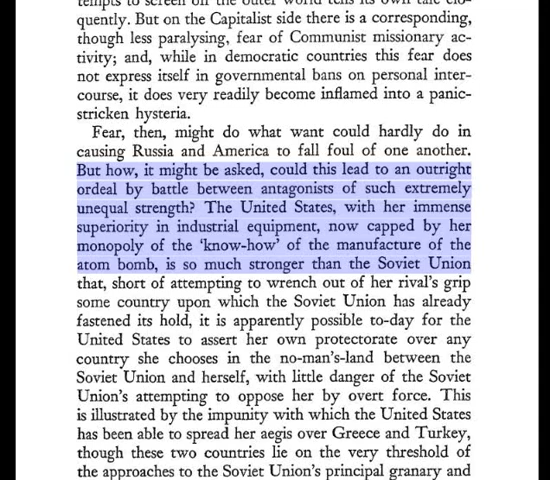 quently. But on the Capitalist side there is a corresponding,
though less paralysing, fear of Communist missionary ac-
tivity; and, while in democratic countries this fear does
not express itself in governmental bans on personal inter-
course, it does very readily become inflamed into a panic-
stricken hysteria.
Fear, then, might do what want could hardly do in
causing Russia and America to fall foul of one another.
But how, it might be asked, could this lead to an outright
ordeal by battle between antagonists of such extremely
unequal strength? The United States, with her immense
superiority in industrial equipment, now capped by her
monopoly of the ‘know-how’ of the manufacture of the
atom bomb, is so much stronger than the Soviet Union
that, short of attempting to wrench out of her rival’s grip
some country upon which the Soviet Union has already
fastened its hold, it is apparently possible to-day for the
United States to assert her own protectorate over any
country she chooses in the no-man’s-land between the
Soviet Union and herself, with little danger of the Soviet
Union’s attempting to oppose her by overt force. This
is illustrated by the impunity with which the United States
has been able to spread her aegis over Greece and Turkey,
though these two countries lie on the very threshold of
the approaches to the Soviet Union’s principal granary and